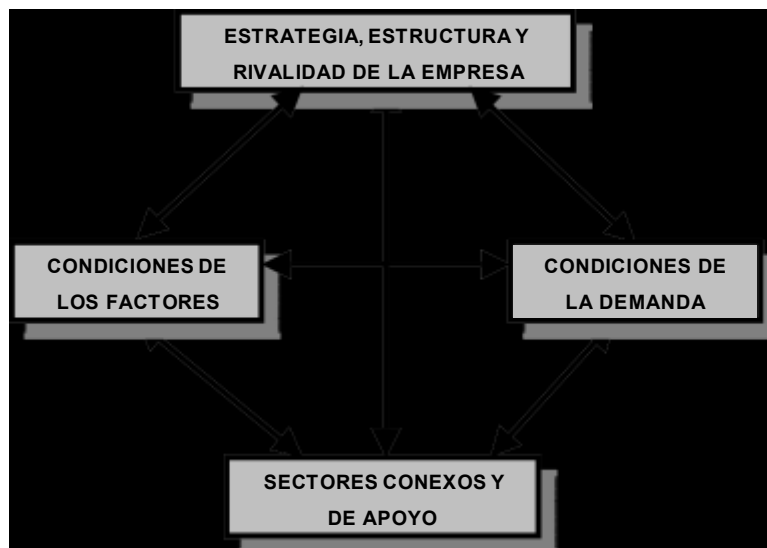 ESTRATEGIA, ESTRUCTURA Y
RIVALIDAD DE LA EMPRESA
CONDICIONES DE
LOS FACTORES
CONDICIONES DE
LA DEMANDA
SECTORES CONEXOS Y
DE APOYO